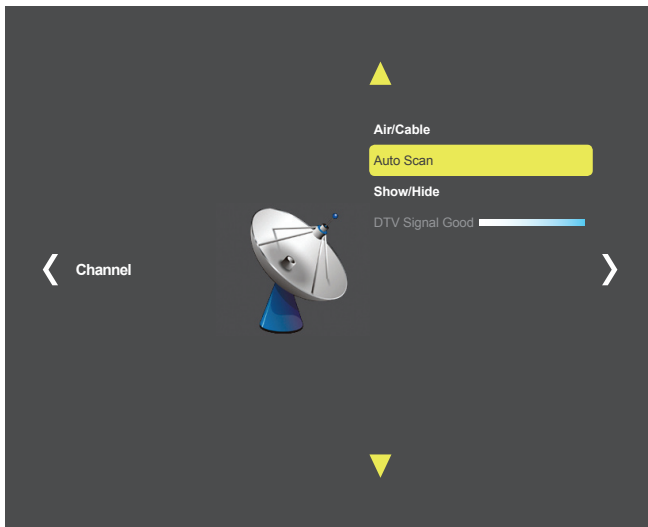 Air/Cable
Auto Scan
Show/Hide
DTV Signal Good
Channel